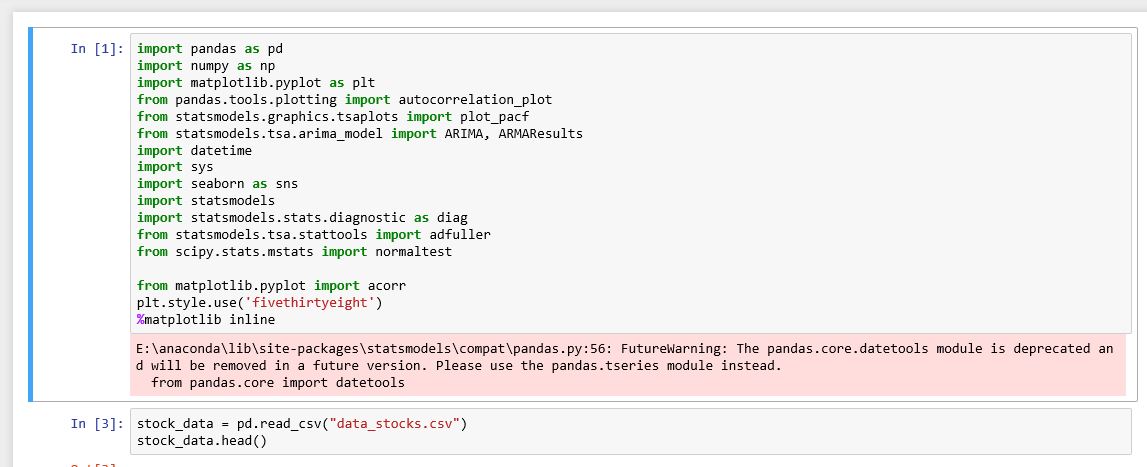 In [1]:
import pandas as pd
import numpy as np
import matplotlib.pyplot as plt
from pandas.tools.plotting import autocorrelation_plot
from statsmodels.graphics.tsaplots import plot_pacf
from statsmodels.tsa.arima_model import ARIMA, ARMAResults
import datetime
import sys
import seaborn as sns
import statsmodels
import statsmodels.stats.diagnostic as diag
from statsmodels.tsa.stattools import adfuller
from scipy.stats.mstats import normaltest

from matplotlib.pyplot import acorr
plt.style.use('fivethirtyeight')
%matplotlib inline
E:\anaconda\lib\site-packages\statsmodels\compat\pandas.py:56: FutureWarning: The pandas.core.datetools module is deprecated an
d will be removed in a future version. Please use the pandas.tseries module instead.
  from pandas.core import datetools
In [3]:
stock_data = pd.read_csv("data_stocks.csv")
stock_data.head()